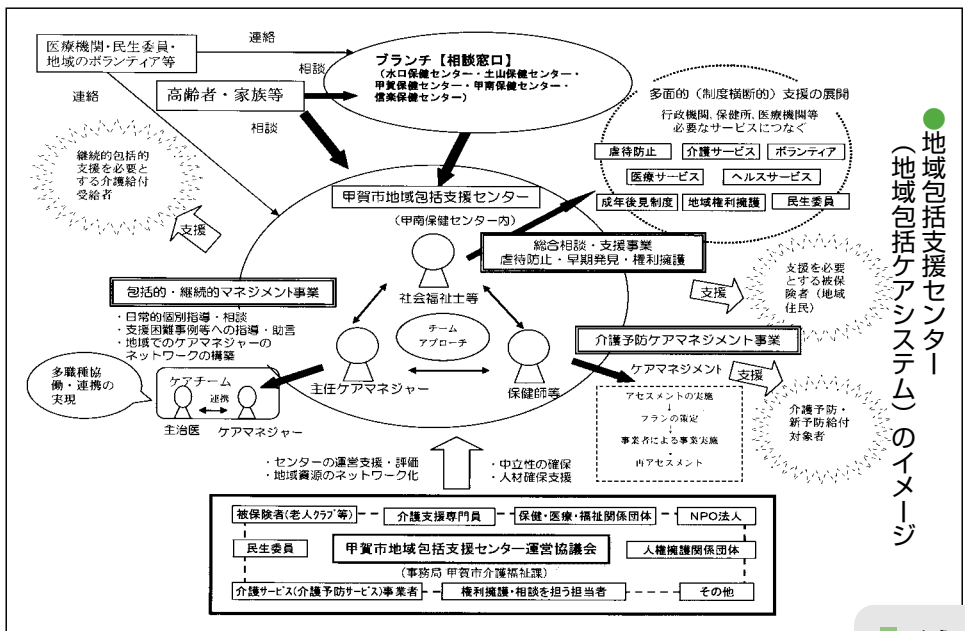 ●地域包括支援センター
（地域包括ケアシステム）のイメージ
医療機関・民生委員・
地域のボランティア等
連絡
相談
連絡
高齢者・家族等
相談
ブランチ【相談窓口】
（水口保健センター・土山保健センター・
甲賀保健センター・甲南保健センター・
信楽保健センター）
多面的（制度横断的）支援の展開
行政機関、保健所、医療機関等
必要なサービスにつなぐ
虐待防止
介護サービス
ボランティア
医療サービス
ヘルスサービス
成年後見制度
地域権利擁護
民生委員
継続的包括的
支援を必要と
する介護給付
受給者
支援
甲賀市地域包括支援センター
（甲南保健センター内）
総合相談・支援事業
虐待防止・早期発見・権利擁護
社会福祉士等
支援
支援を必要
とする被保
険者（地域
住民）
包括的・継続的マネジメント事業
・日常的個別指導・相談
・支援困難事例等への指導・助言
・地域でのケアマネジャーの
ネットワークの構築
チーム
アプローチ
主任ケアマネジャー
保健師等
介護予防ケアマネジメント事業
ケアマネジメント
支援
アセスメントの実施
↓
プランの策定
↓
事業者による事業実施
・
再アセスメント
介護予防・
新予防給付
対象者
多職種協
働・連携の
実現
ケアチーム
連携
主治医
ケアマネジャー
・センターの運営支援・評価
・地域資源のネットワーク化
・中立性の確保
・人材確保支援
被保険者(老人クラブ等)
介護支援専門員
保健・医療・福祉関係団体
NPO法人
民生委員
甲賀市地域包括支援センター運営協議会
人権擁護関係団体
（事務局 甲賀市介護福祉課）
介護サービス(介護予防サービス)事業者
権利擁護・相談を担う担当者
その他